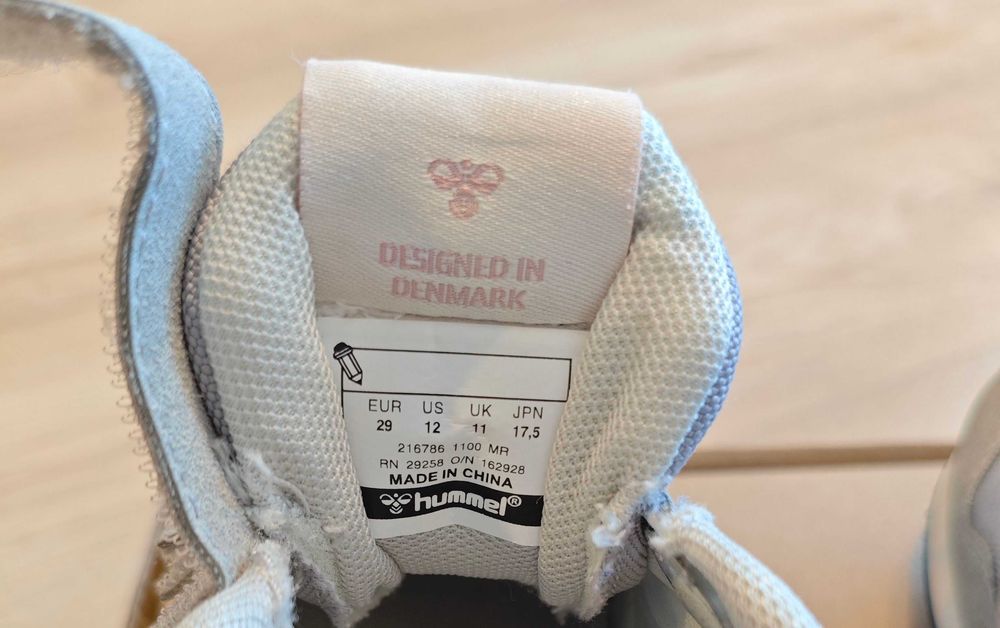 DESIGNED IN
DENMARK
EUR US UK JPN
29 12 11 17,5
216786 1100 MR
RN 29258 O/N 162928
MADE IN CHINA
hummel®